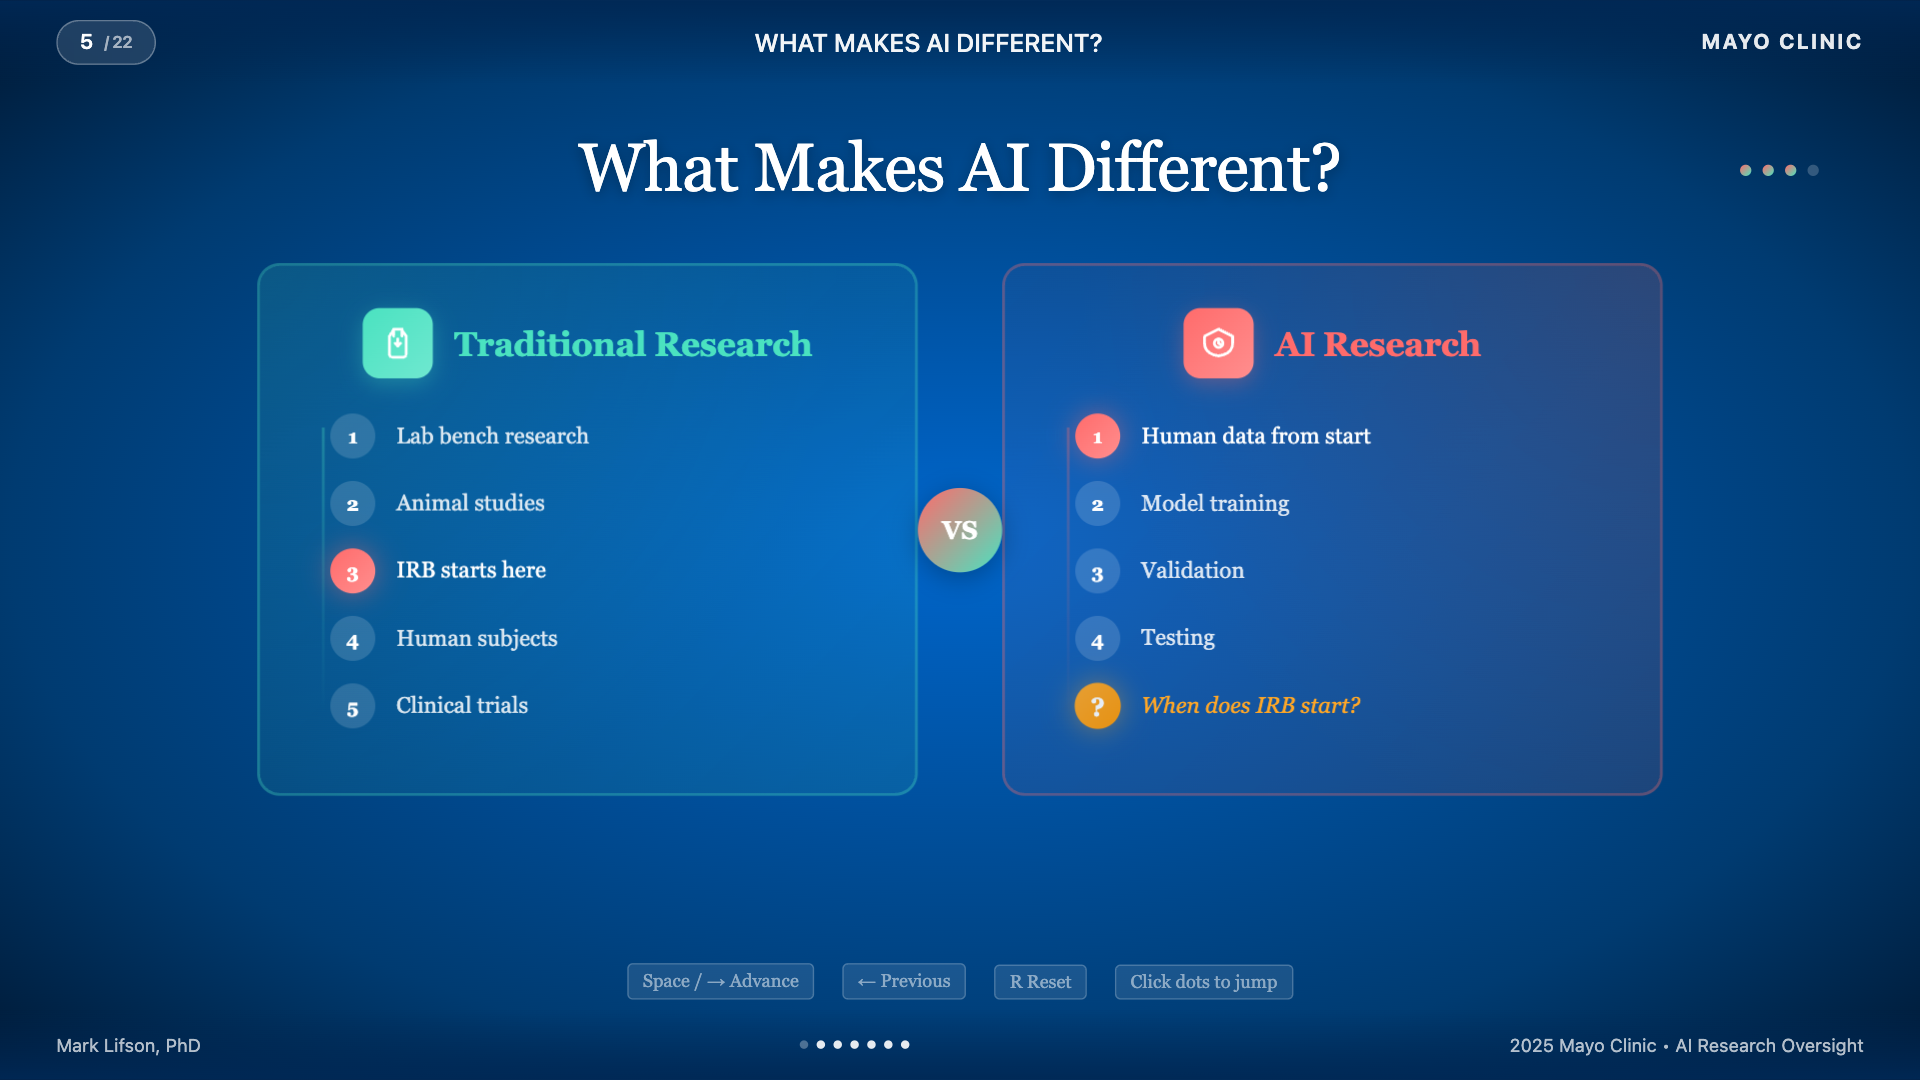 5 /22
WHAT MAKES AI DIFFERENT?
MAYO CLINIC
What Makes AI Different?
Traditional Research
1 Lab bench research
2 Animal studies
3 IRB starts here
4 Human subjects
5 Clinical trials
VS
AI Research
1 Human data from start
2 Model training
3 Validation
4 Testing
? When does IRB start?
Space / → Advance
← Previous
R Reset
Click dots to jump
Mark Lifson, PhD
2025 Mayo Clinic • AI Research Oversight